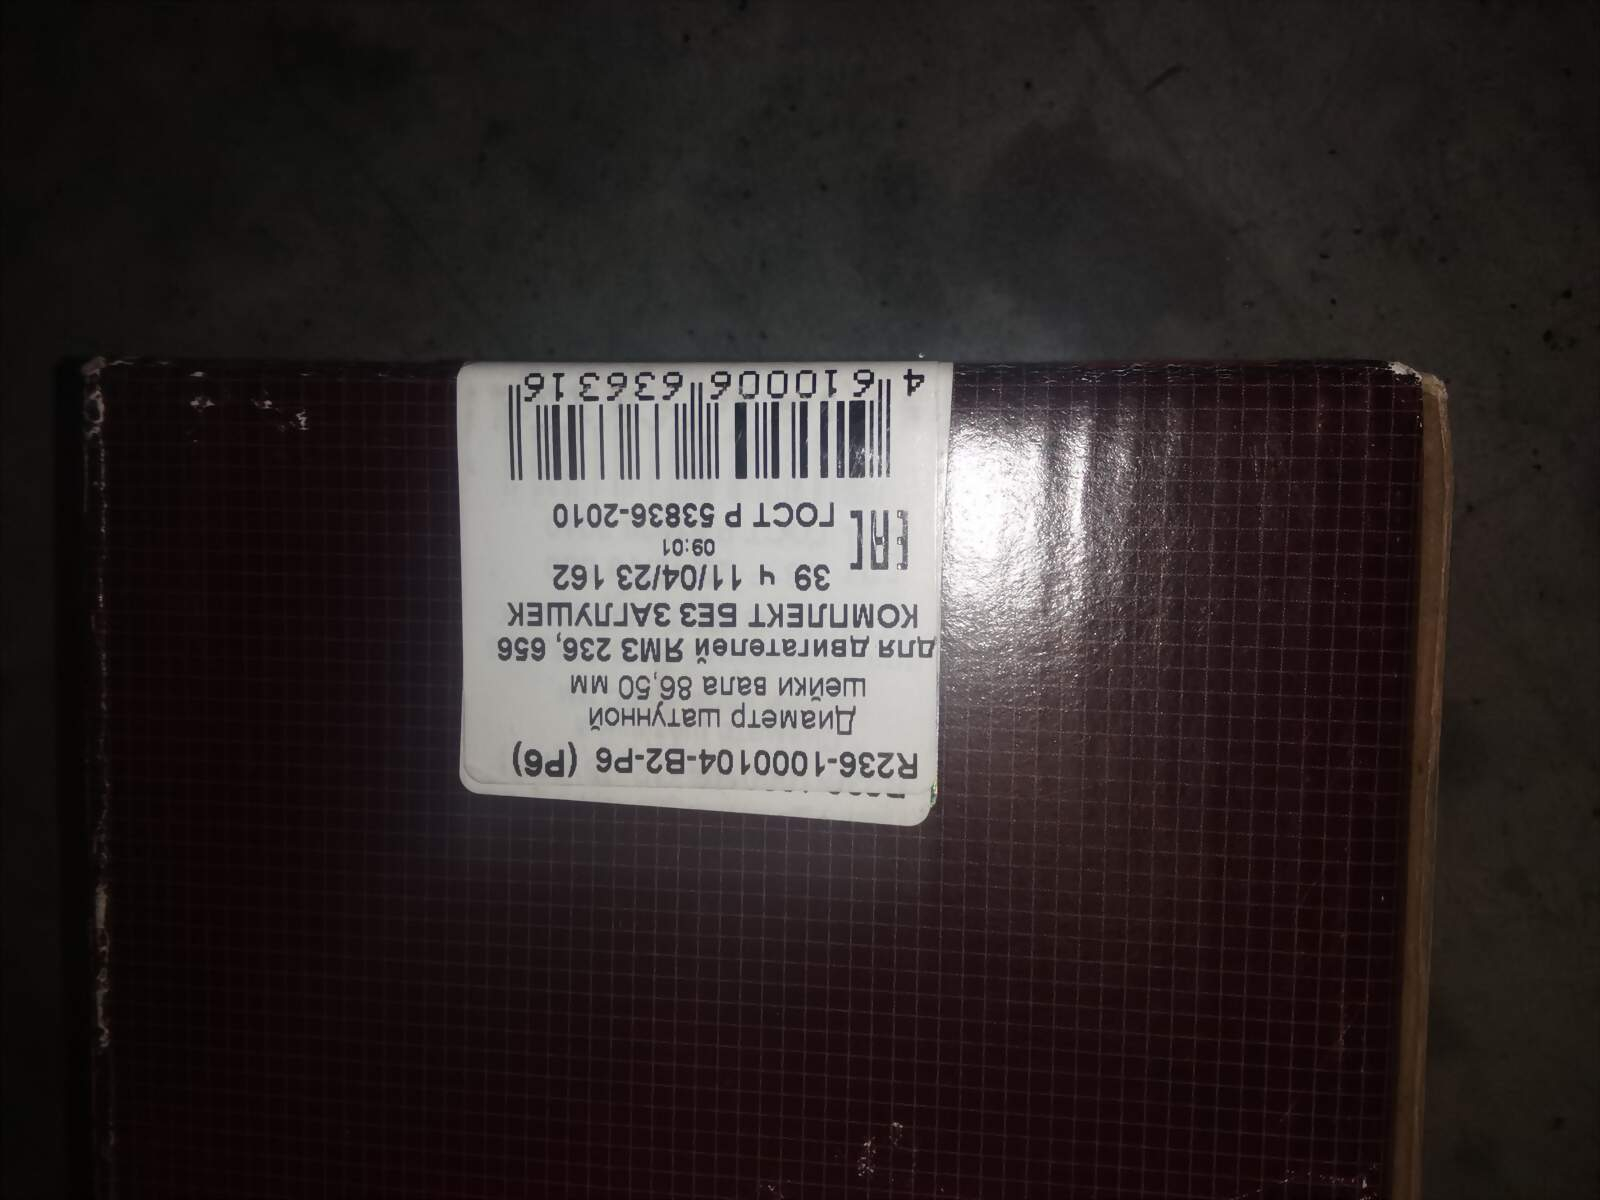 R236-1000104-B2-P6 (P6)
Диаметр шатунной
шейки вала 86,50 мм
для двигателей ЯМЗ 236, 656
КОМПЛЕКТ БЕЗ ЗАГЛУШЕК
39 ч 11/04/23 162
09:01
EAC ГОСТ Р 53836-2010
4 610006 636316